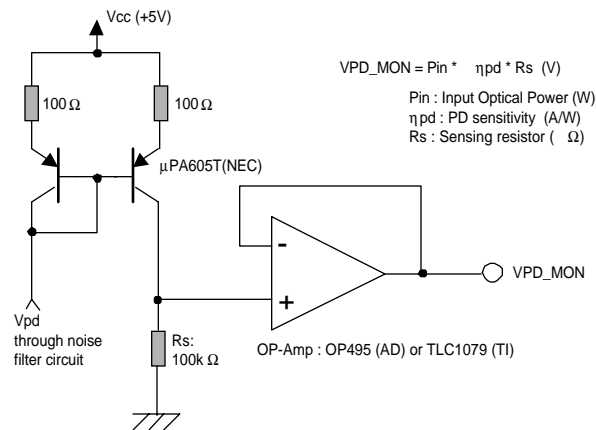 Vcc (+5V)
VPD_MON = Pin * ηpd * Rs (V)
100Ω
100Ω
Pin : Input Optical Power (W)
ηpd : PD sensitivity (A/W)
Rs : Sensing resistor ( Ω)
μPA605T(NEC)
-
+
VPD_MON
Vpd
through noise
filter circuit
Rs:
100kΩ
OP-Amp : OP495 (AD) or TLC1079 (TI)